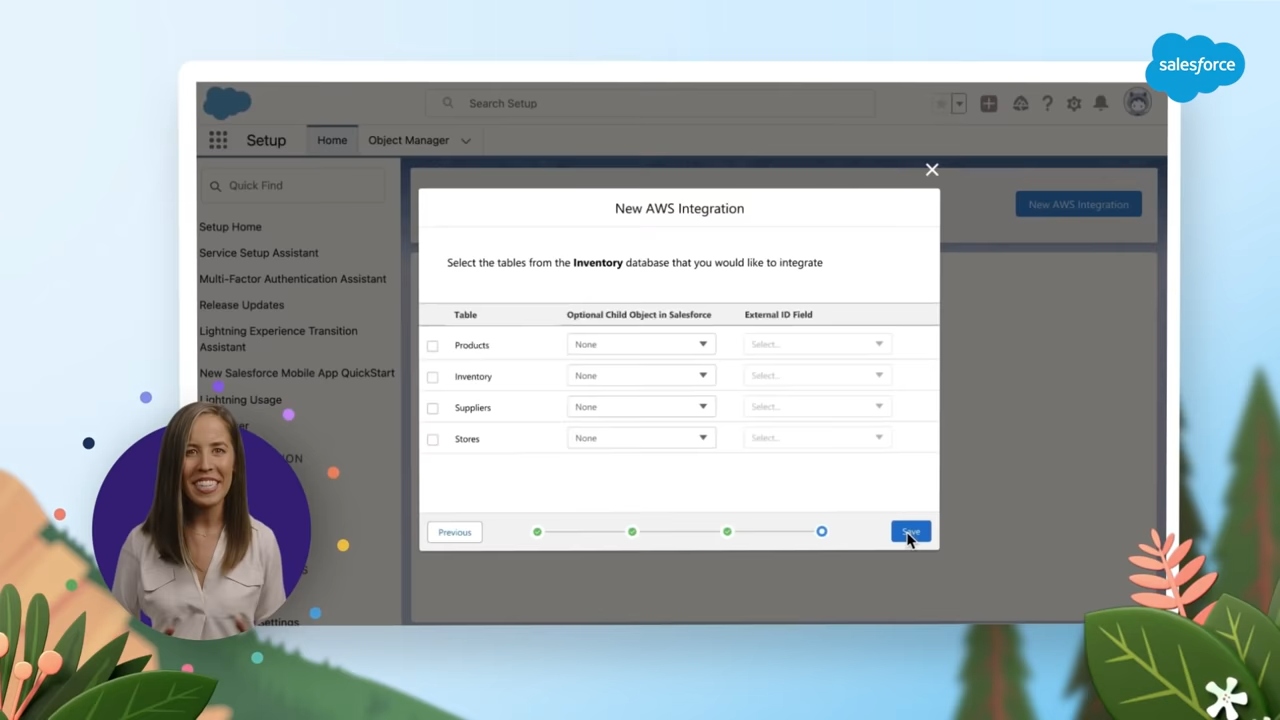 salesforce
Search Setup
Setup
Home
Object Manager
Quick Find
Setup Home
Service Setup Assistant
Multi-Factor Authentication Assistant
Release Updates
Lightning Experience Transition
Assistant
New Salesforce Mobile App QuickStart
Lightning Usage
New AWS Integration
New AWS Integration
Select the tables from the Inventory database that you would like to integrate
Table Optional Child Object in Salesforce External ID Field
Products None Select..
Inventory None Select..
Suppliers None Select..
Stores None Select..
Previous
Save